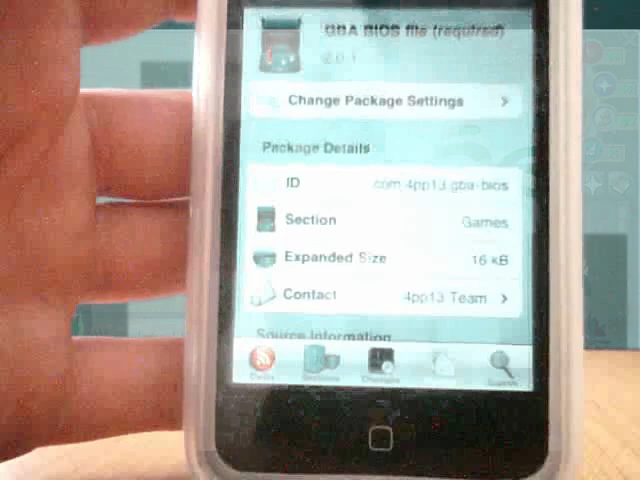 GBA BIOS file (required)
2.0.1
Change Package Settings
Package Details
ID com.4pp13.gba-bios
Section Games
Expanded Size 16 kB
Contact 4pp13 Team
Source Information
Search